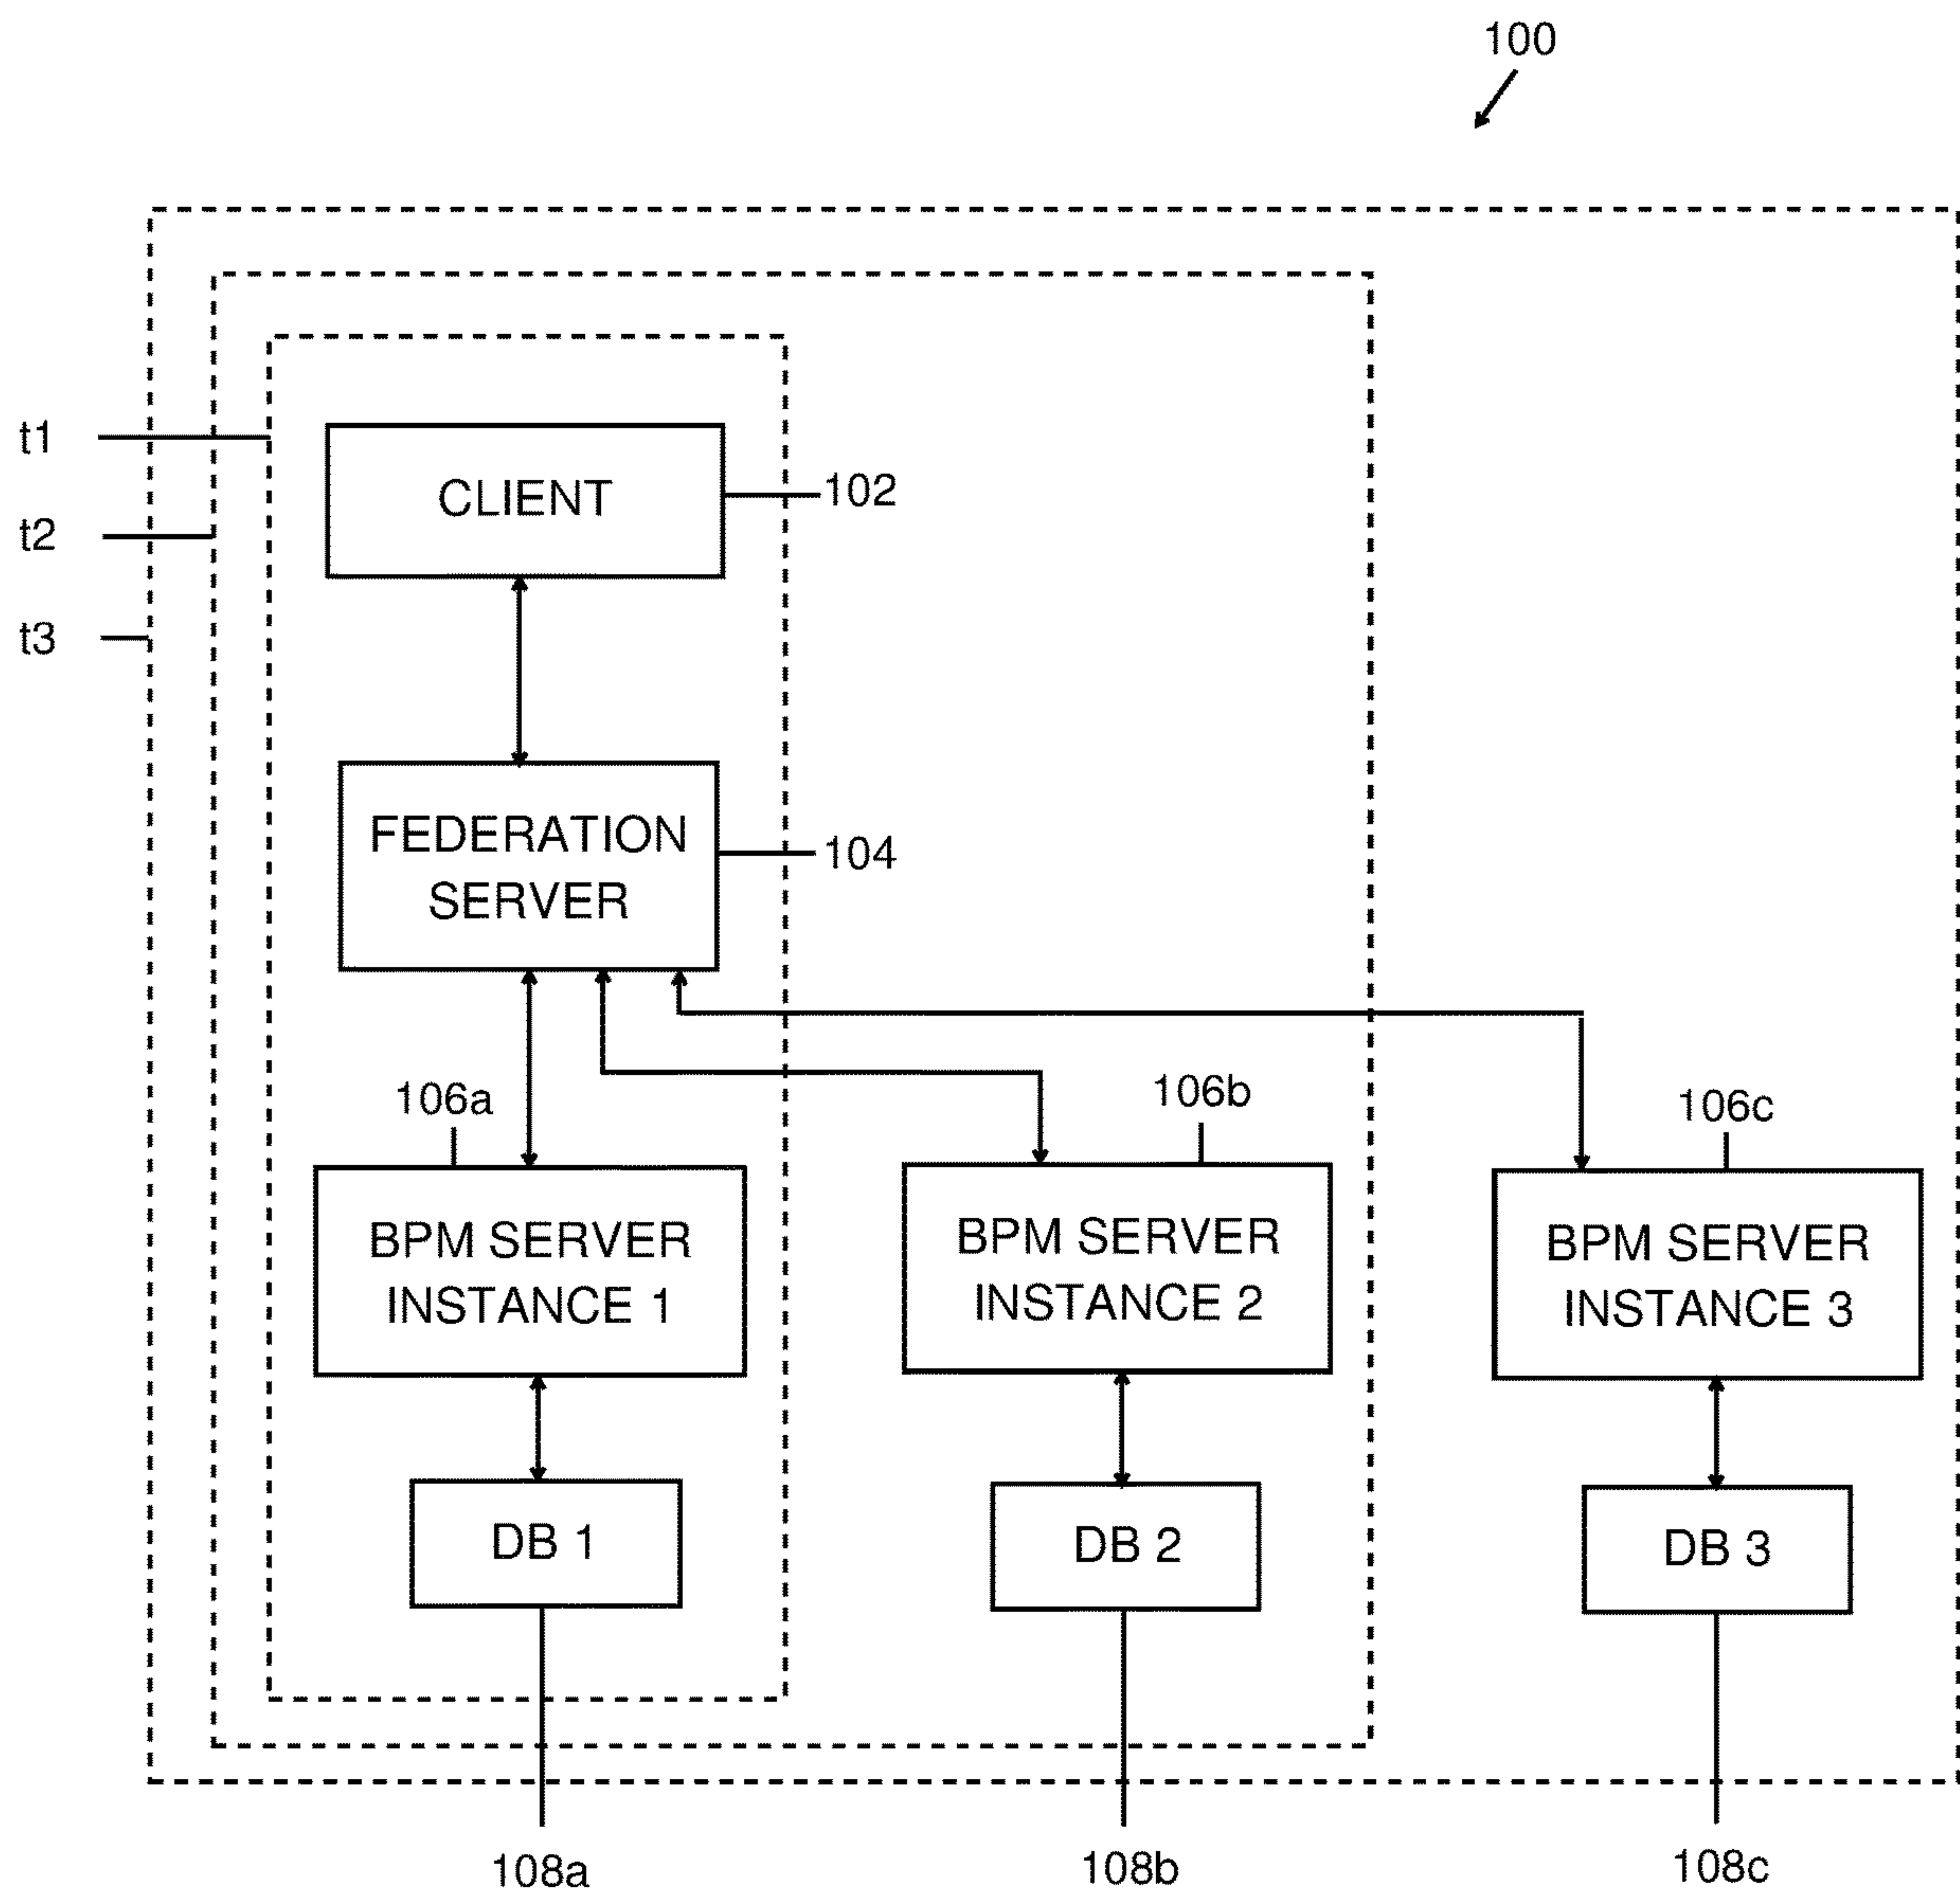 100
t1
CLIENT
102
t2
t3
FEDERATION
SERVER
104
106a
106b
106c
BPM SERVER
INSTANCE 1
BPM SERVER
INSTANCE 2
BPM SERVER
INSTANCE 3
DB 1
DB 2
DB 3
108a
108b
108c